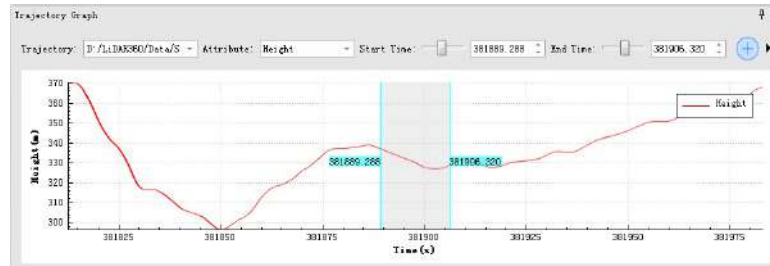 Trajectory Graph
Trajectory: D:/LiDAR360/Data/S Attribute: Height Start Time: 381889.288 End Time: 381906.320
370
360
350
340
330
320
310
300
Height(m)
Height
381889.288 381906.320
381825 381850 381875 381900 381925 381950 381975
Time(s)